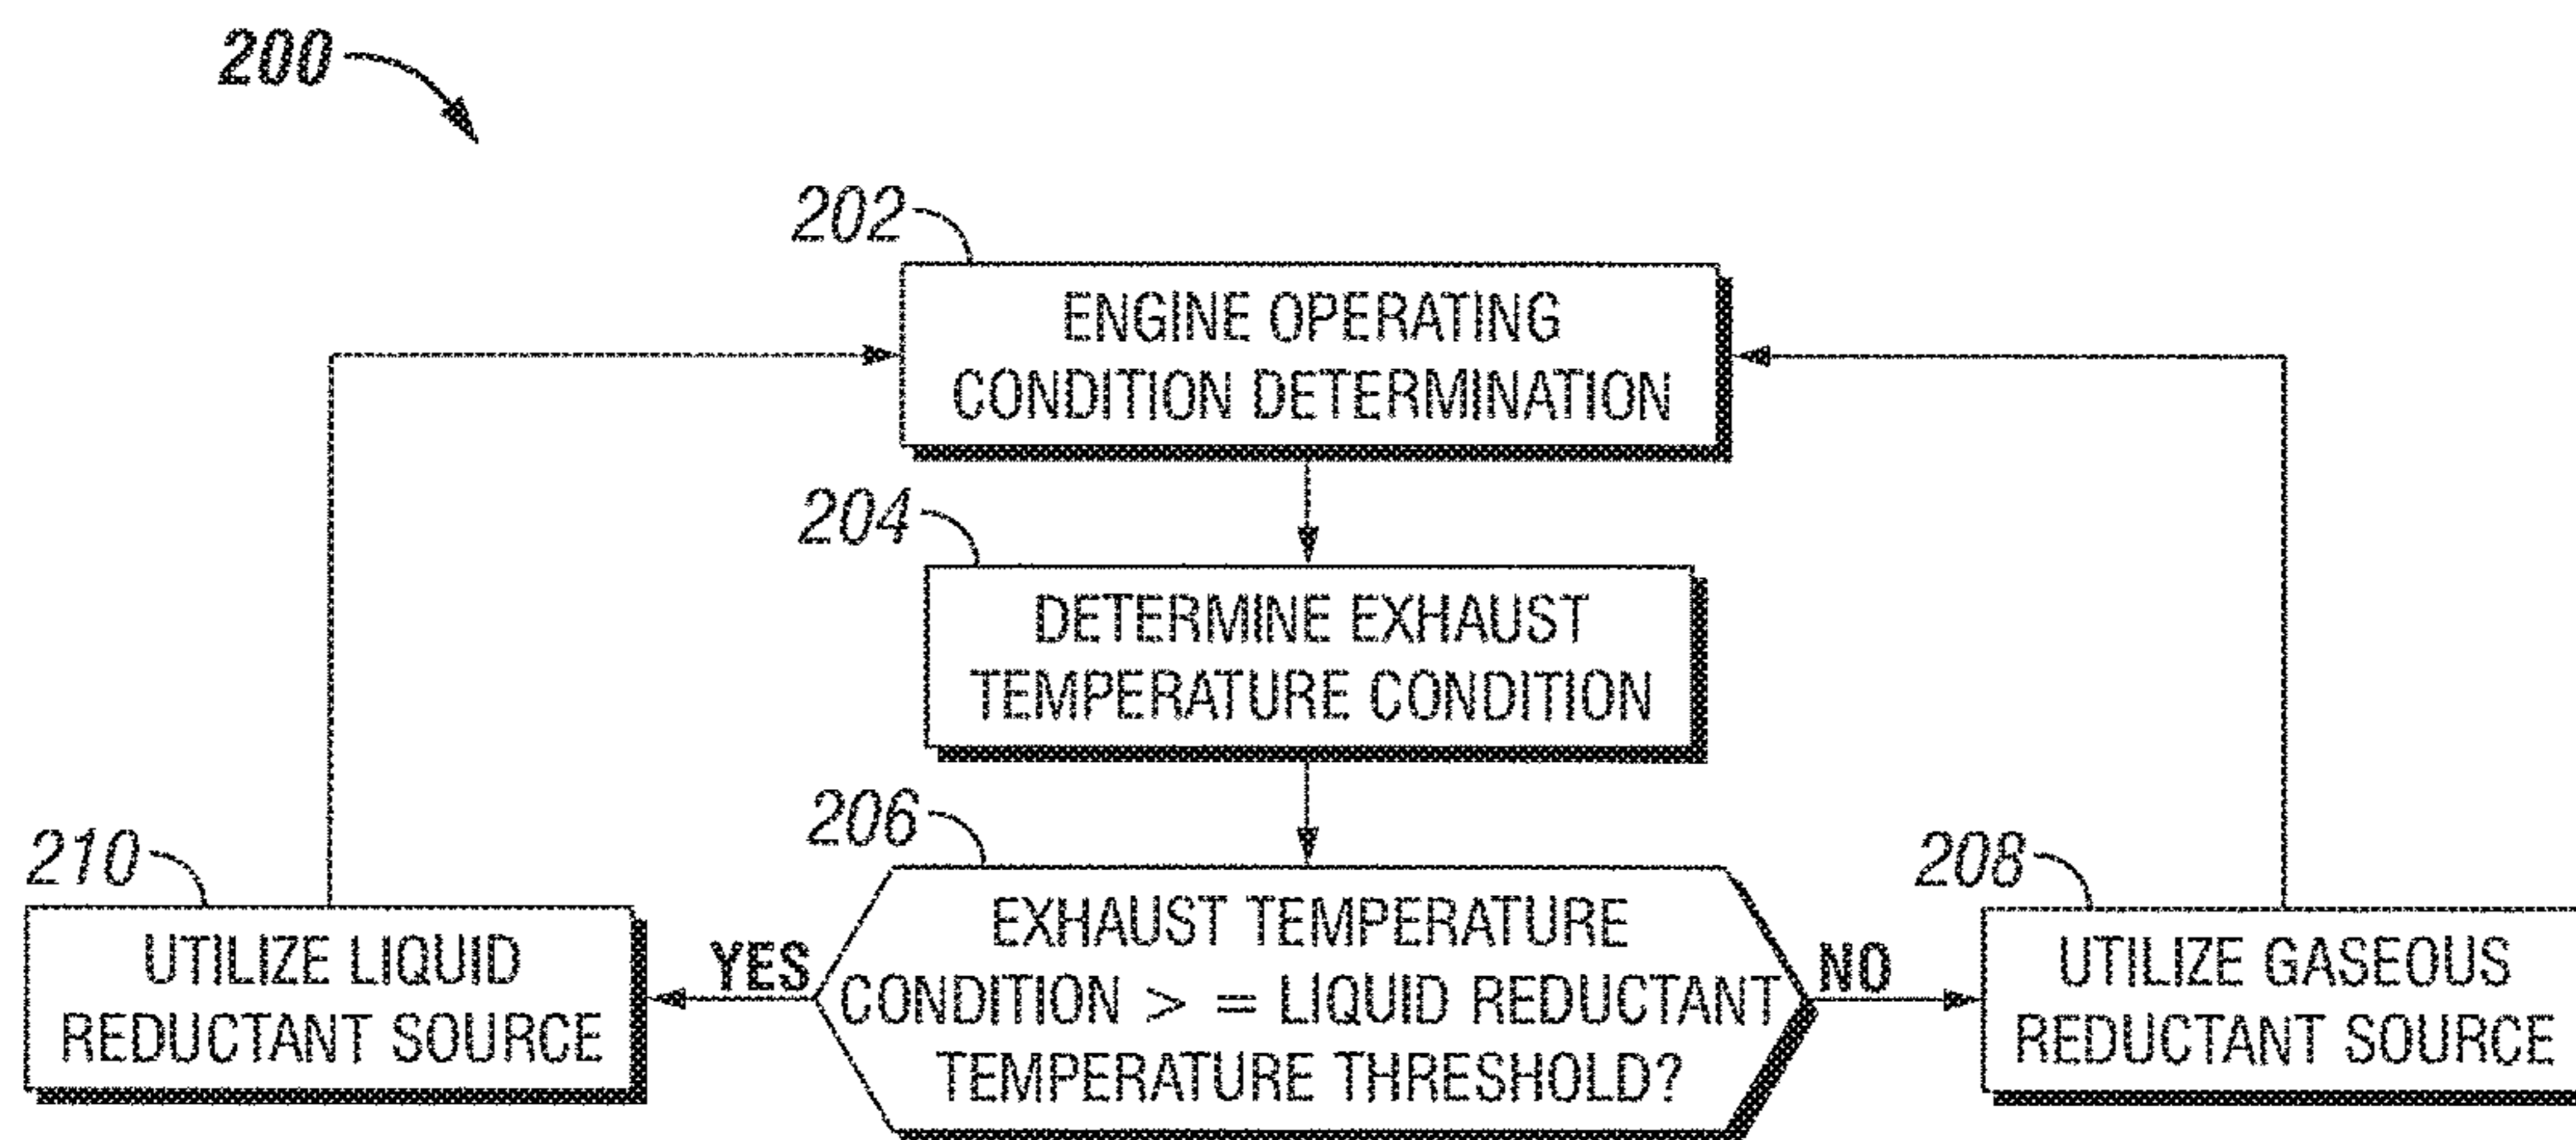 200
202
ENGINE OPERATING
CONDITION DETERMINATION
204
DETERMINE EXHAUST
TEMPERATURE CONDITION
206
EXHAUST TEMPERATURE
CONDITION > = LIQUID REDUCTANT
TEMPERATURE THRESHOLD?
YES
210
UTILIZE LIQUID
REDUCTANT SOURCE
NO
208
UTILIZE GASEOUS
REDUCTANT SOURCE